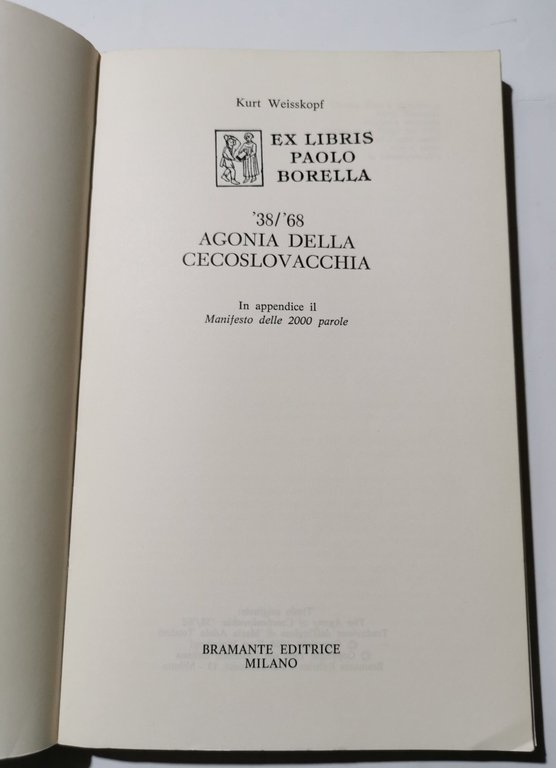 Kurt Weisskopf
EX LIBRIS
PAOLO
BORELLA
'38/'68
AGONIA DELLA
CECOSLOVACCHIA
In appendice il
Manifesto delle 2000 parole
BRAMANTE EDITRICE
MILANO